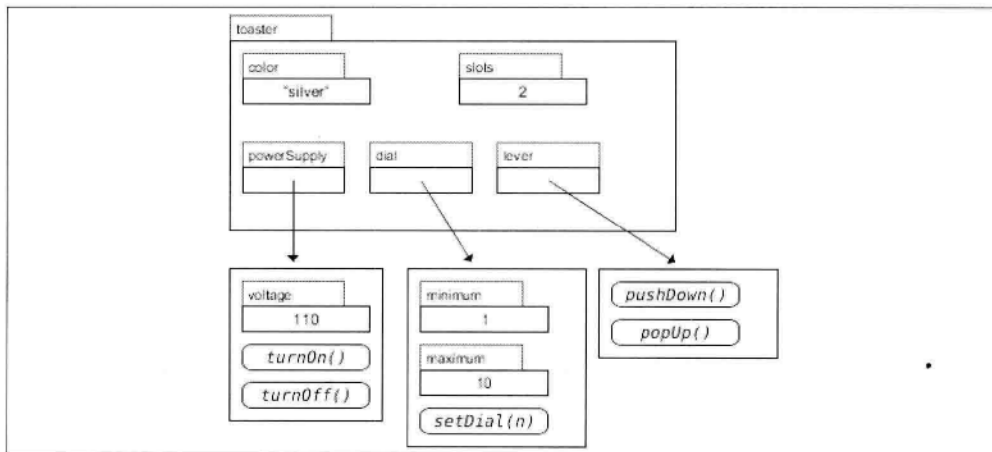 toaster
color
"silver"
slots
2
powerSupply
dial
lever
voltage
110
turnOn()
turnOff()
minimum
1
maximum
10
setDial(n)
pushDown()
popUp()